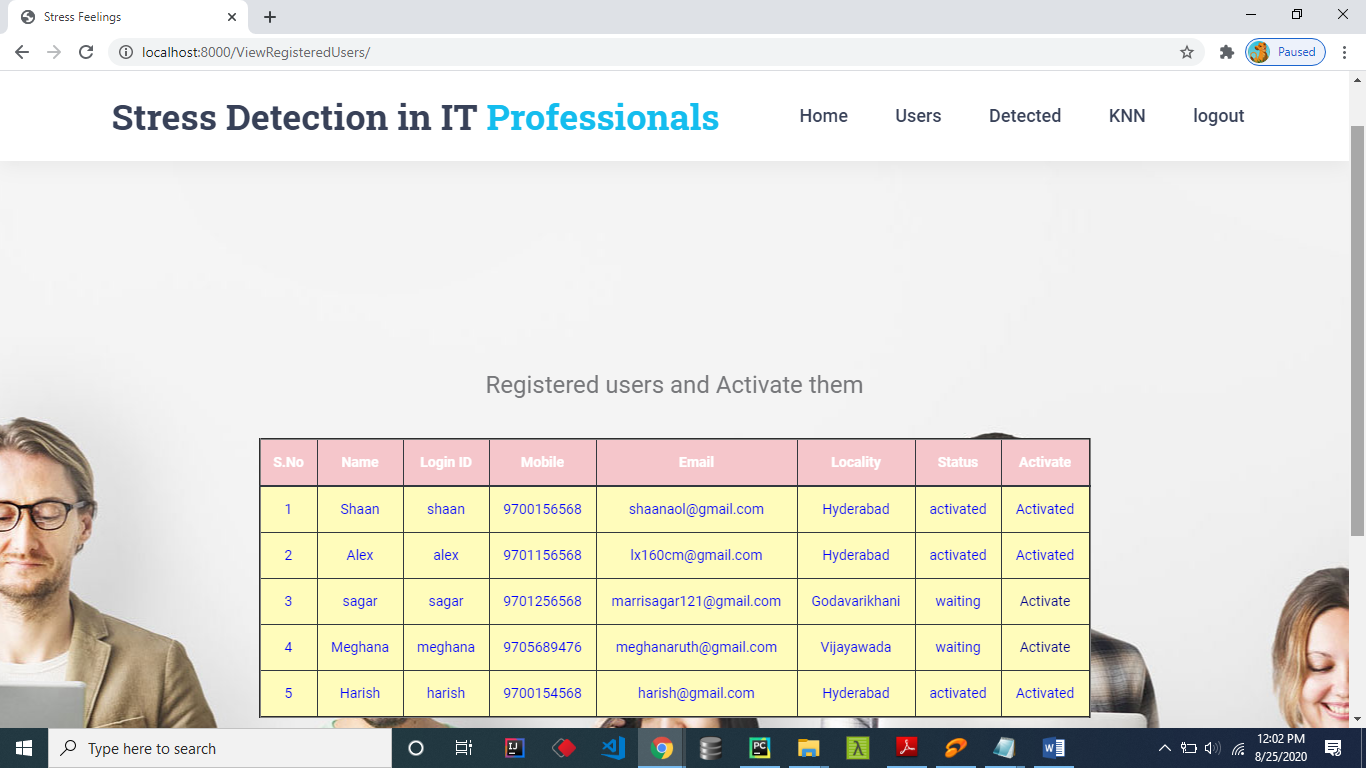 Stress Feelings
localhost:8000/ViewRegisteredUsers/
Paused
Stress Detection in IT Professionals
Home Users Detected KNN logout
Registered users and Activate them
S.No Name Login ID Mobile Email Locality Status Activate
1 Shaan shaan 9700156568 shaanaol@gmail.com Hyderabad activated Activated
2 Alex alex 9701156568 lx160cm@gmail.com Hyderabad activated Activated
3 sagar sagar 9701256568 marrisagar121@gmail.com Godavarikhani waiting Activate
4 Meghana meghana 9705689476 meghanaruth@gmail.com Vijayawada waiting Activate
5 Harish harish 9700154568 harish@gmail.com Hyderabad activated Activated
Type here to search
IJ
PC
λ
W
12:02 PM
8/25/2020
3